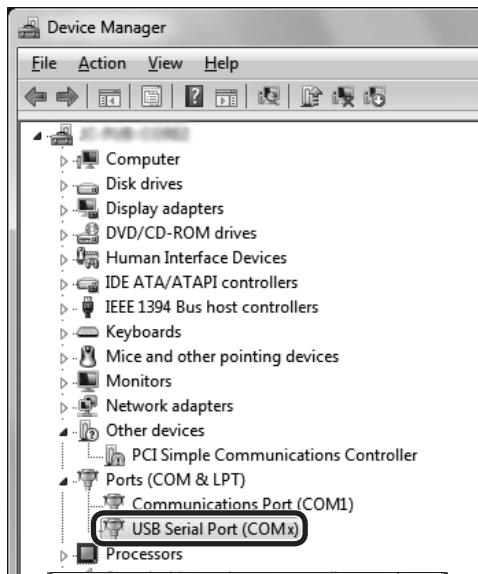 Device Manager
File Action View Help
Computer
Disk drives
Display adapters
DVD/CD-ROM drives
Human Interface Devices
IDE ATA/ATAPI controllers
IEEE 1394 Bus host controllers
Keyboards
Mice and other pointing devices
Monitors
Network adapters
Other devices
PCI Simple Communications Controller
Ports (COM & LPT)
Communications Port (COM1)
USB Serial Port (COMx)
Processors